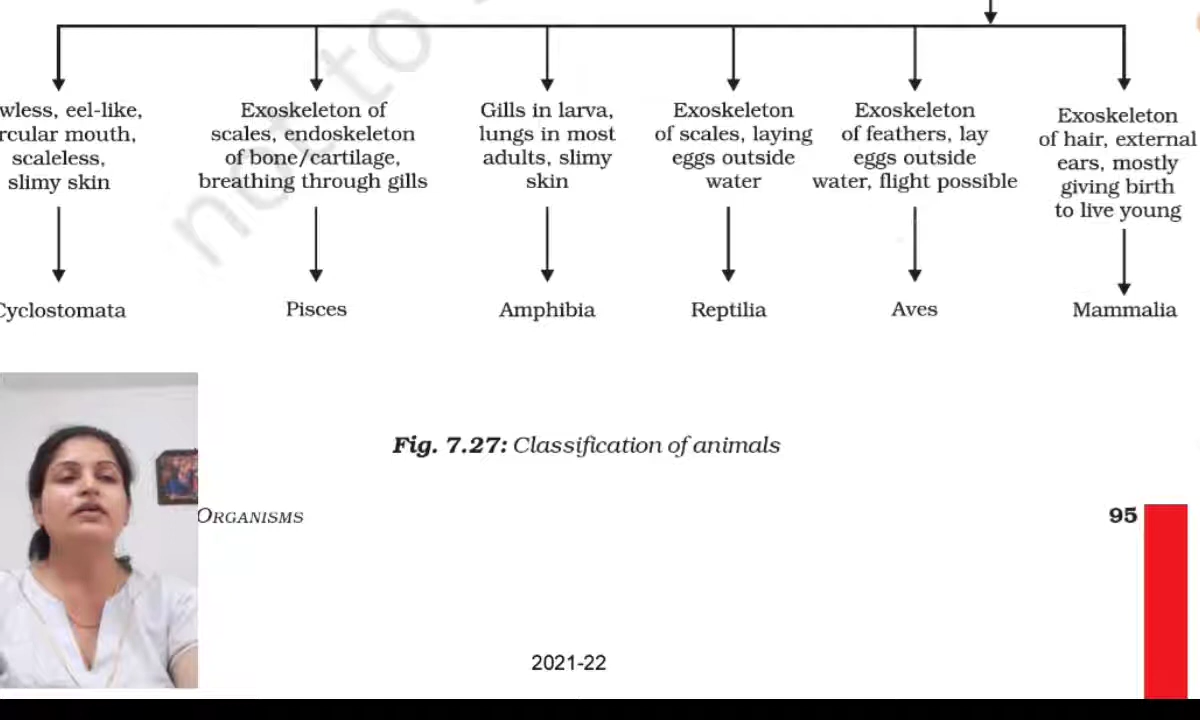 wless, eel-like,
rcular mouth,
scaleless,
slimy skin
Exoskeleton of
scales, endoskeleton
of bone/cartilage,
breathing through gills
Gills in larva,
lungs in most
adults, slimy
skin
Exoskeleton
of scales, laying
eggs outside
water
Exoskeleton
of feathers, lay
eggs outside
water, flight possible
Exoskeleton
of hair, external
ears, mostly
giving birth
to live young
Cyclostomata
Pisces
Amphibia
Reptilia
Aves
Mammalia
not to
Fig. 7.27: Classification of animals
ORGANISMS
95
2021-22